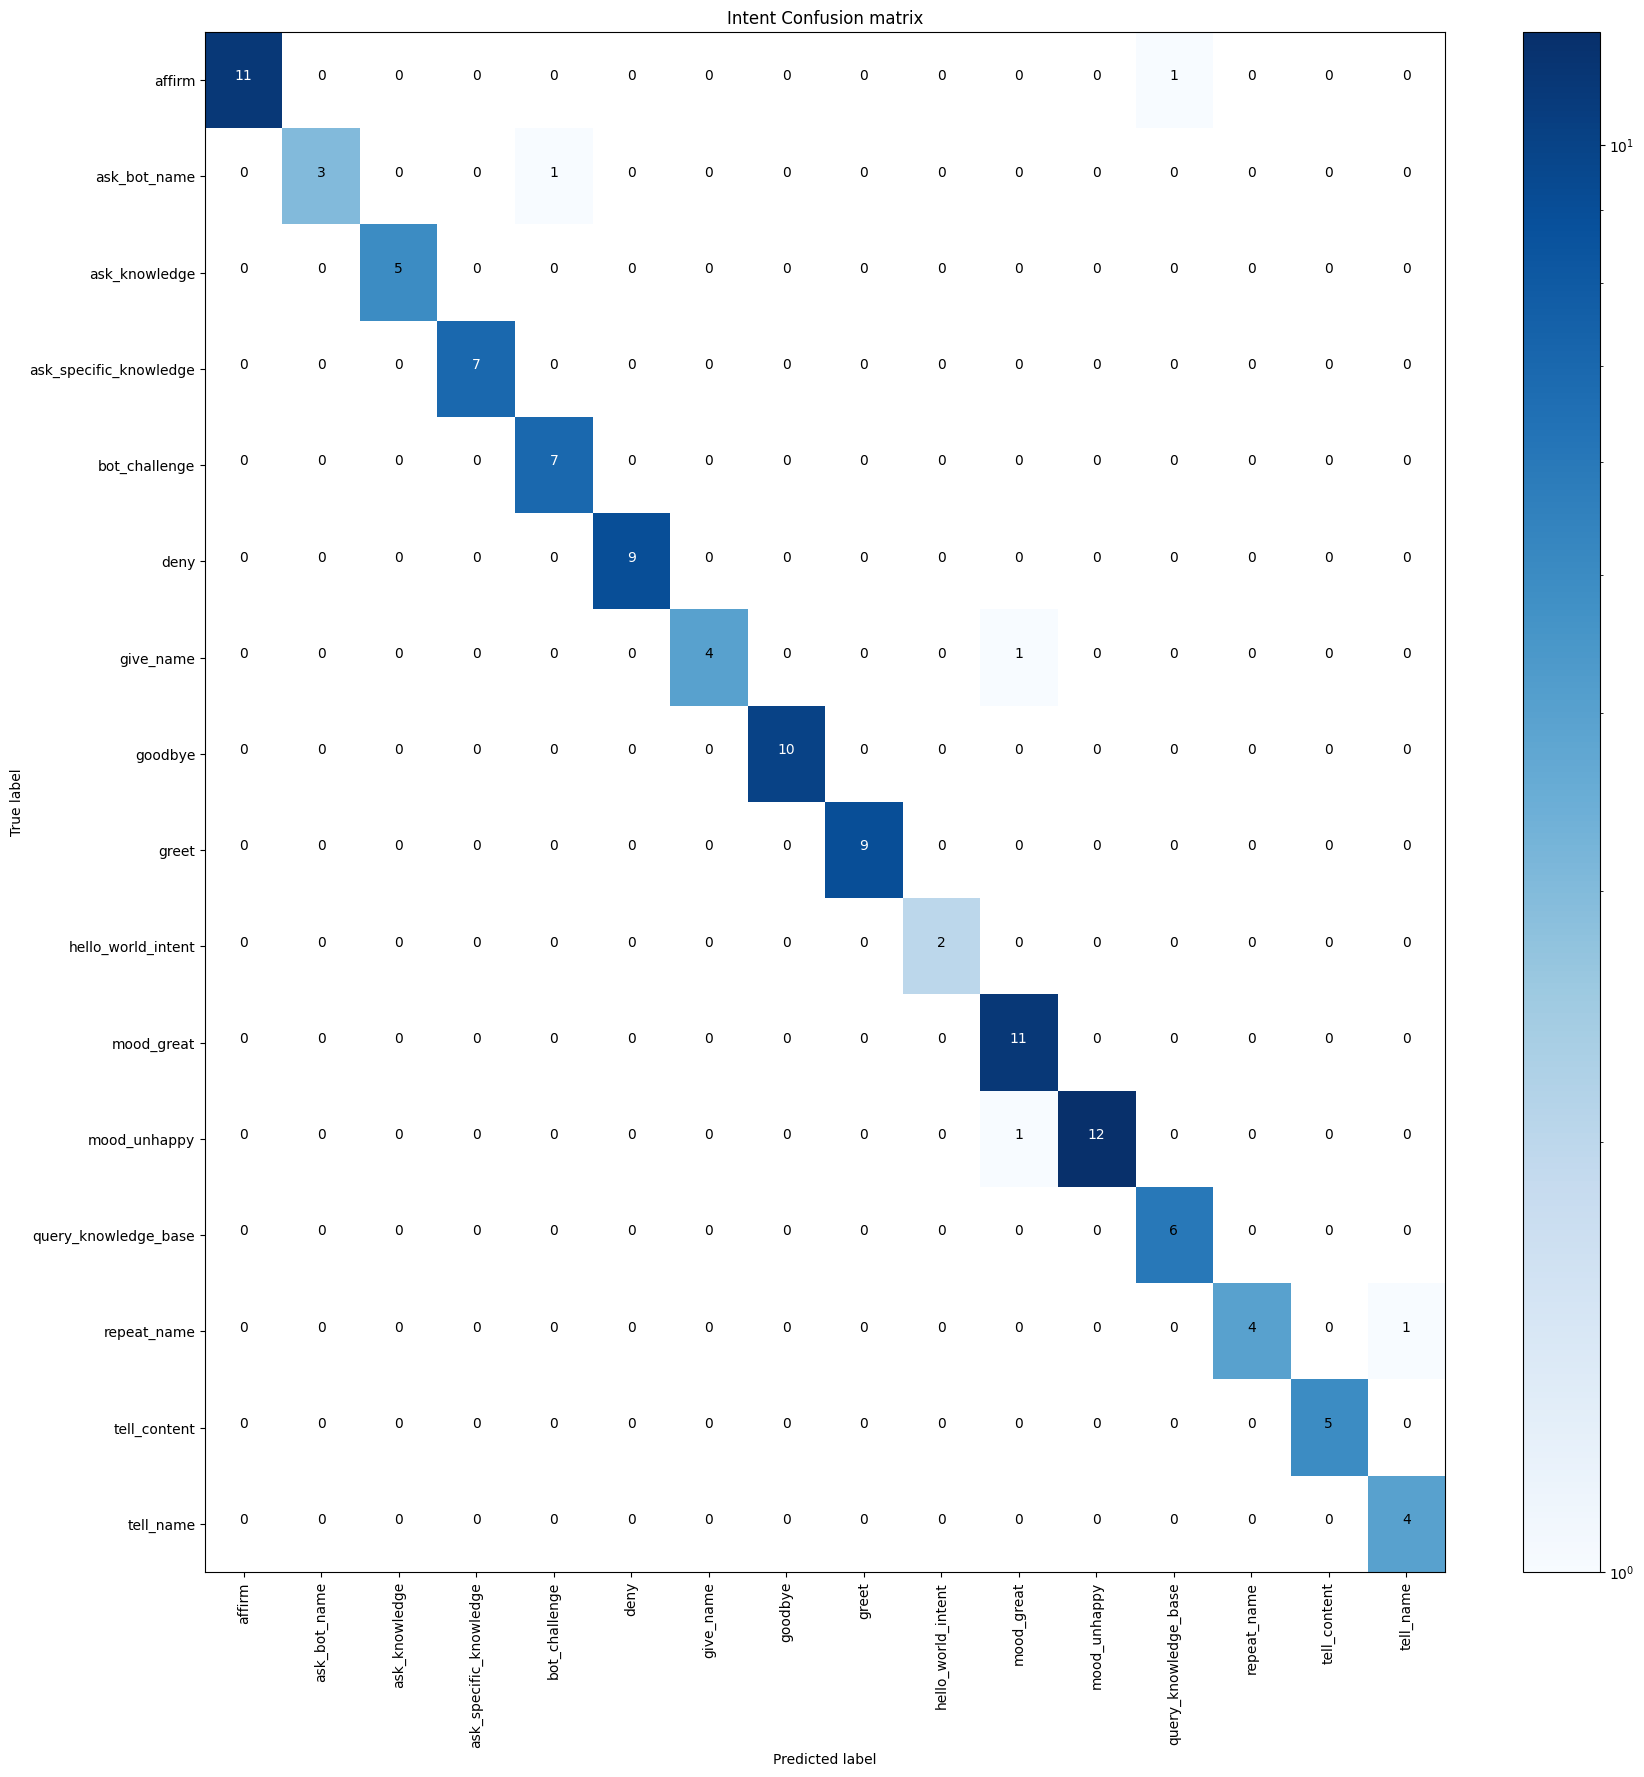 Intent Confusion matrix
affirm 11 0 0 0 0 0 0 0 0 0 0 0 1 0 0 0
ask_bot_name 0 3 0 0 1 0 0 0 0 0 0 0 0 0 0 0
ask_knowledge 0 0 5 0 0 0 0 0 0 0 0 0 0 0 0 0
ask_specific_knowledge 0 0 0 7 0 0 0 0 0 0 0 0 0 0 0 0
bot_challenge 0 0 0 0 7 0 0 0 0 0 0 0 0 0 0 0
deny 0 0 0 0 0 9 0 0 0 0 0 0 0 0 0 0
give_name 0 0 0 0 0 0 4 0 0 0 1 0 0 0 0 0
goodbye 0 0 0 0 0 0 0 10 0 0 0 0 0 0 0 0
greet 0 0 0 0 0 0 0 0 9 0 0 0 0 0 0 0
hello_world_intent 0 0 0 0 0 0 0 0 0 2 0 0 0 0 0 0
mood_great 0 0 0 0 0 0 0 0 0 0 11 0 0 0 0 0
mood_unhappy 0 0 0 0 0 0 0 0 0 0 1 12 0 0 0 0
query_knowledge_base 0 0 0 0 0 0 0 0 0 0 0 0 6 0 0 0
repeat_name 0 0 0 0 0 0 0 0 0 0 0 0 0 4 0 1
tell_content 0 0 0 0 0 0 0 0 0 0 0 0 0 0 5 0
tell_name 0 0 0 0 0 0 0 0 0 0 0 0 0 0 0 4
True label
affirm
ask_bot_name
ask_knowledge
ask_specific_knowledge
bot_challenge
deny
give_name
goodbye
greet
hello_world_intent
mood_great
mood_unhappy
query_knowledge_base
repeat_name
tell_content
tell_name
Predicted label
10¹
10⁰